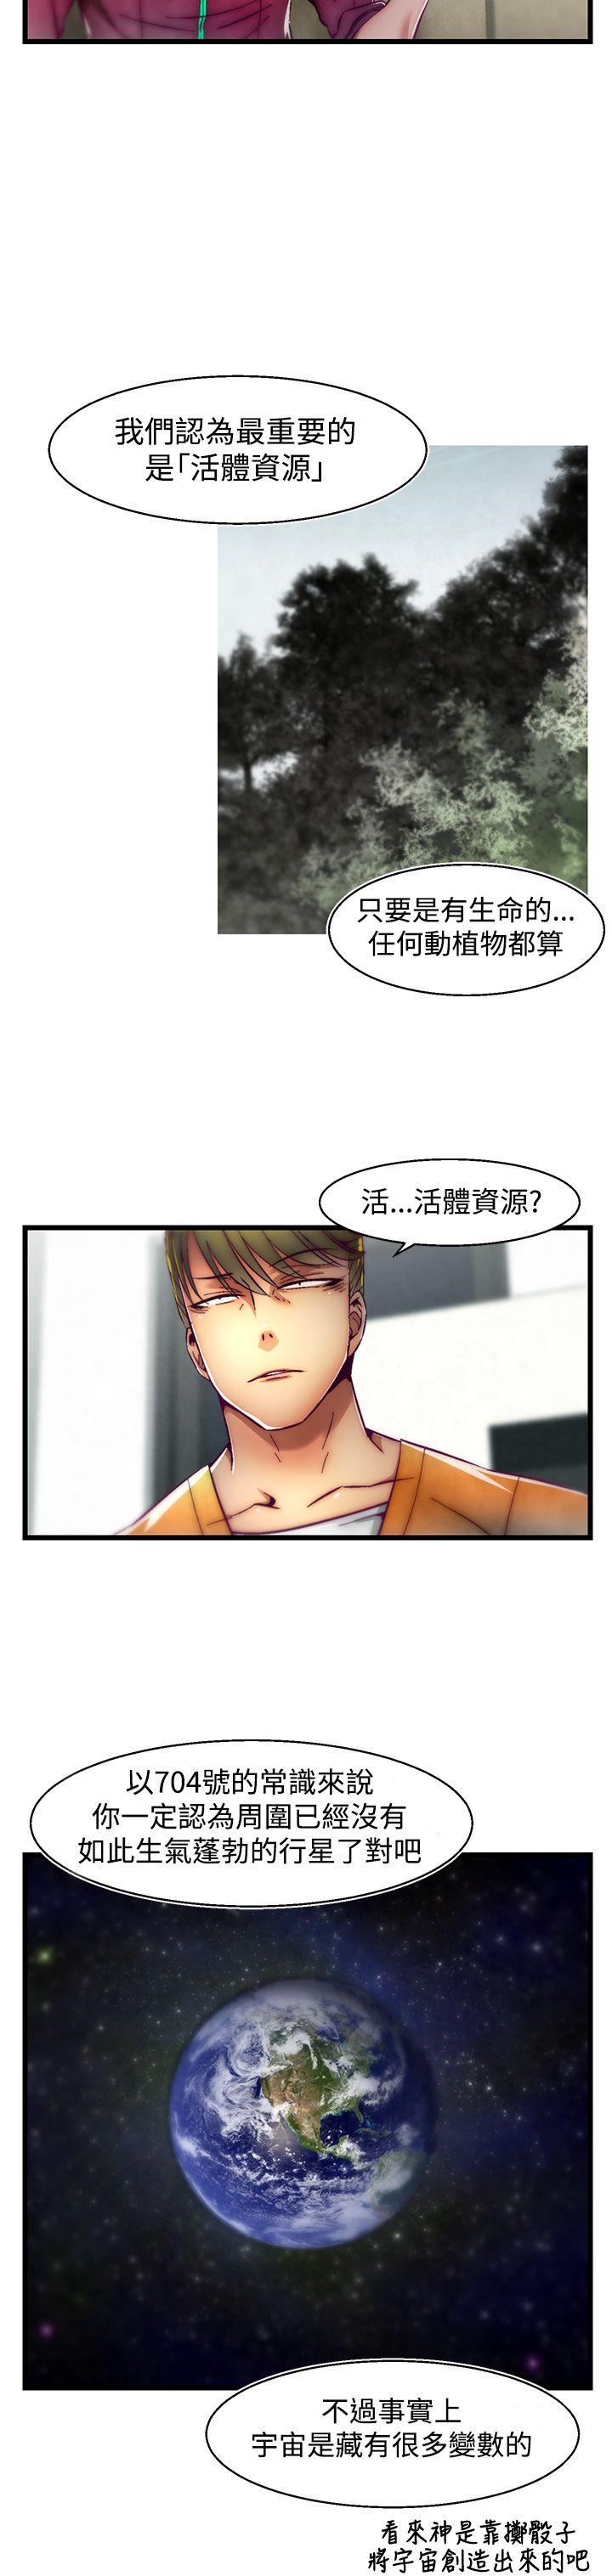 我們認為最重要的
是「活體資源」
只要是有生命的...
任何動植物都算
活...活體資源?
以704號的常識來說
你一定認為周圍已經沒有
如此生氣蓬勃的行星了對吧
不過事實上
宇宙是藏有很多變數的
看來神是靠擲骰子
將宇宙創造出來的吧